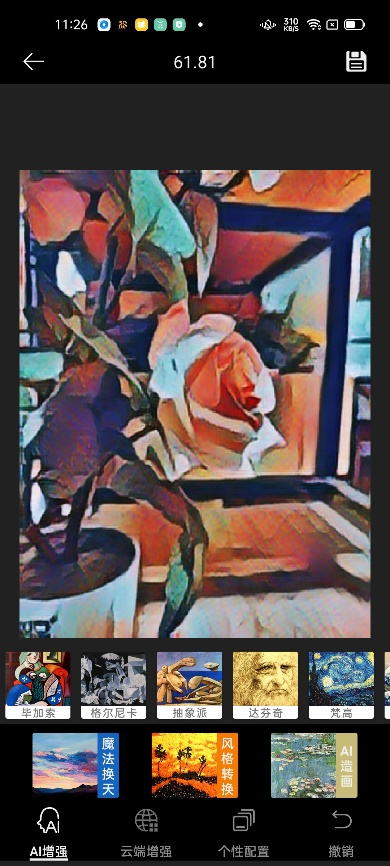 11:26
310
KB/S
61.81
毕加索
格尔尼卡
抽象派
达芬奇
梵高
魔法换天
风格转换
AI造画
AI增强
云端增强
个性配置
撤销